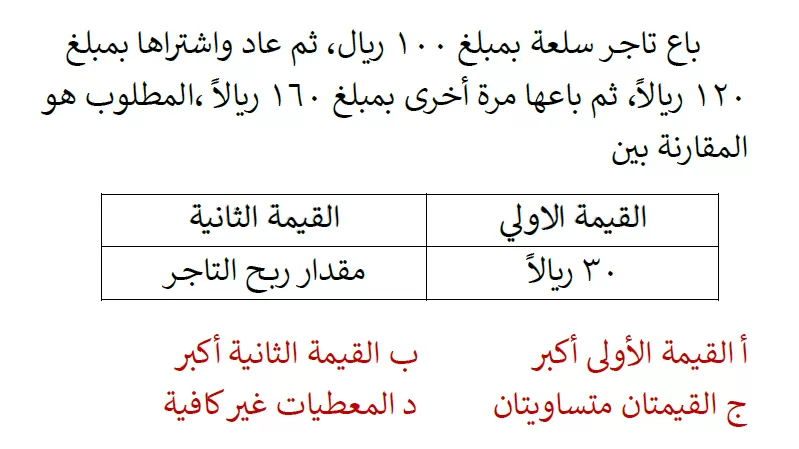 باع تاجر سلعة بمبلغ ١٠٠ ريال، ثم عاد واشتراها بمبلغ
١٢٠ ريالاً، ثم باعها مرة أخرى بمبلغ ١٦٠ ريالاً ،المطلوب هو
المقارنة بين
القيمة الاولي القيمة الثانية
٣٠ ريالاً مقدار ربح التاجر
أ القيمة الأولى أكبر ب القيمة الثانية أكبر
ج القيمتان متساويتان د المعطيات غير كافية